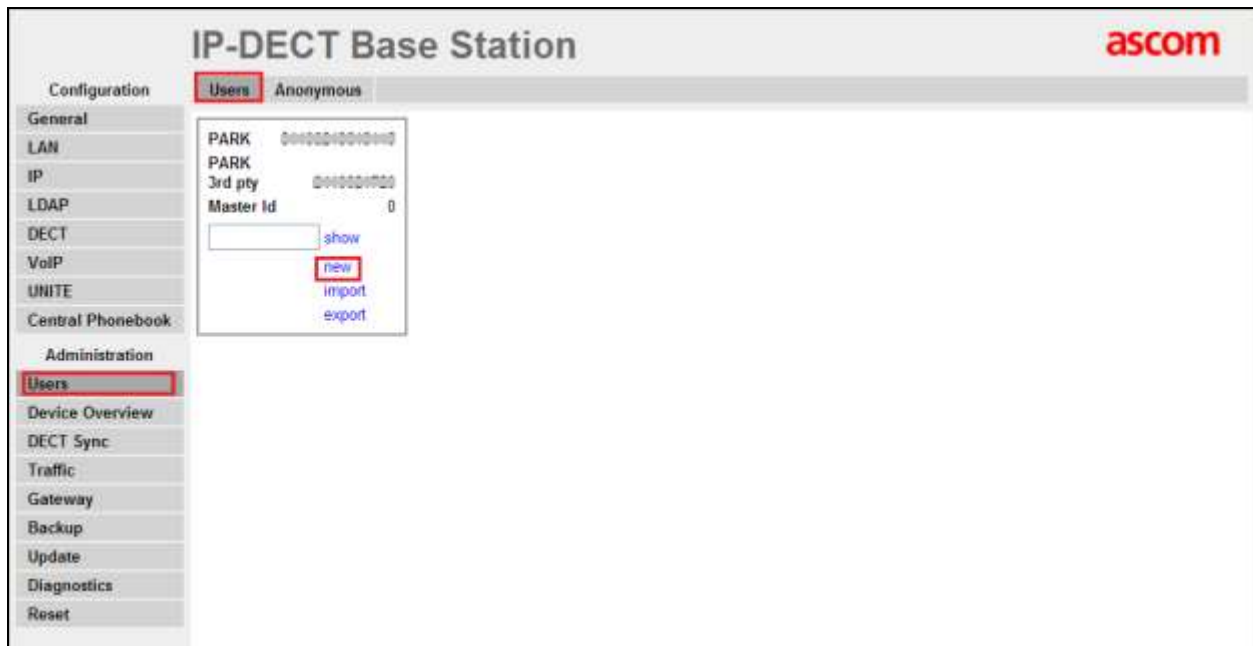 IP-DECT Base Station
ascom
Configuration
Users Anonymous
General
LAN
IP
LDAP
DECT
VoIP
UNITE
Central Phonebook
Administration
Users
Device Overview
DECT Sync
Traffic
Gateway
Backup
Update
Diagnostics
Reset
PARK
PARK
3rd pty
Master Id 0
show
new
import
export